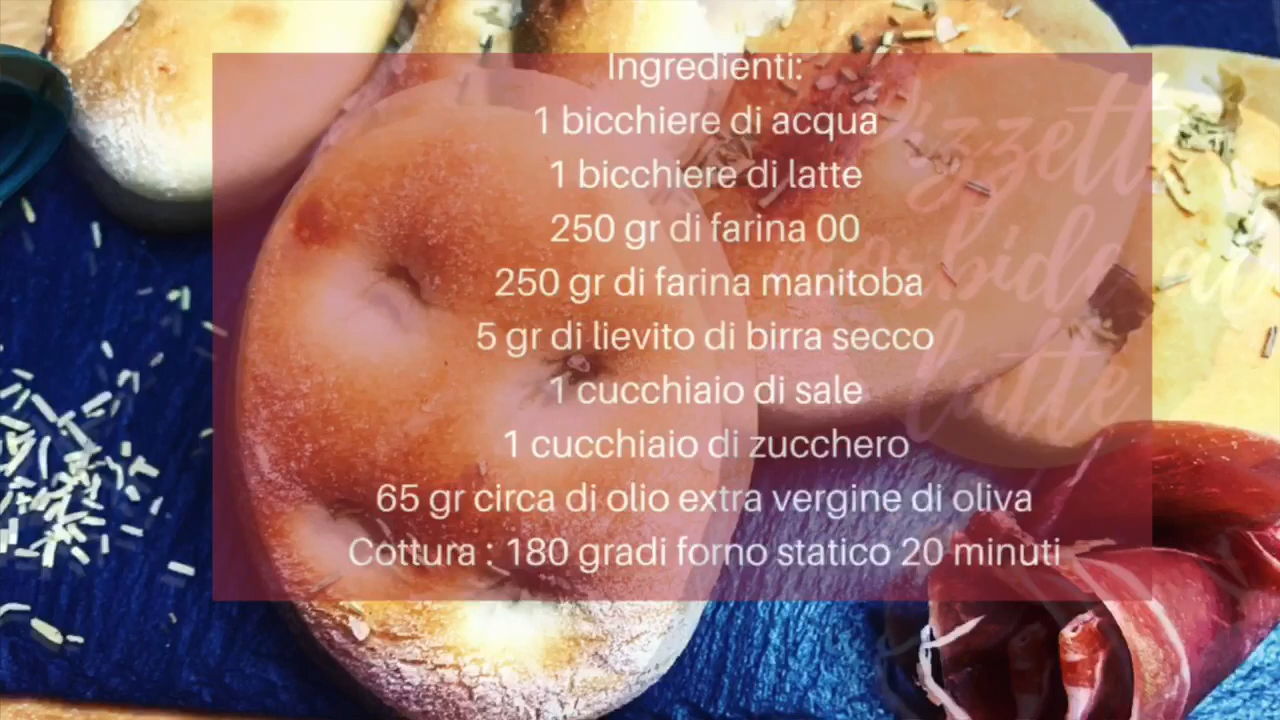 Ingredienti:
1 bicchiere di acqua
1 bicchiere di latte
250 gr di farina 00
250 gr di farina manitoba
5 gr di lievito di birra secco
1 cucchiaio di sale
1 cucchiaio di zucchero
65 gr circa di olio extra vergine di oliva
Cottura : 180 gradi forno statico 20 minuti
latte